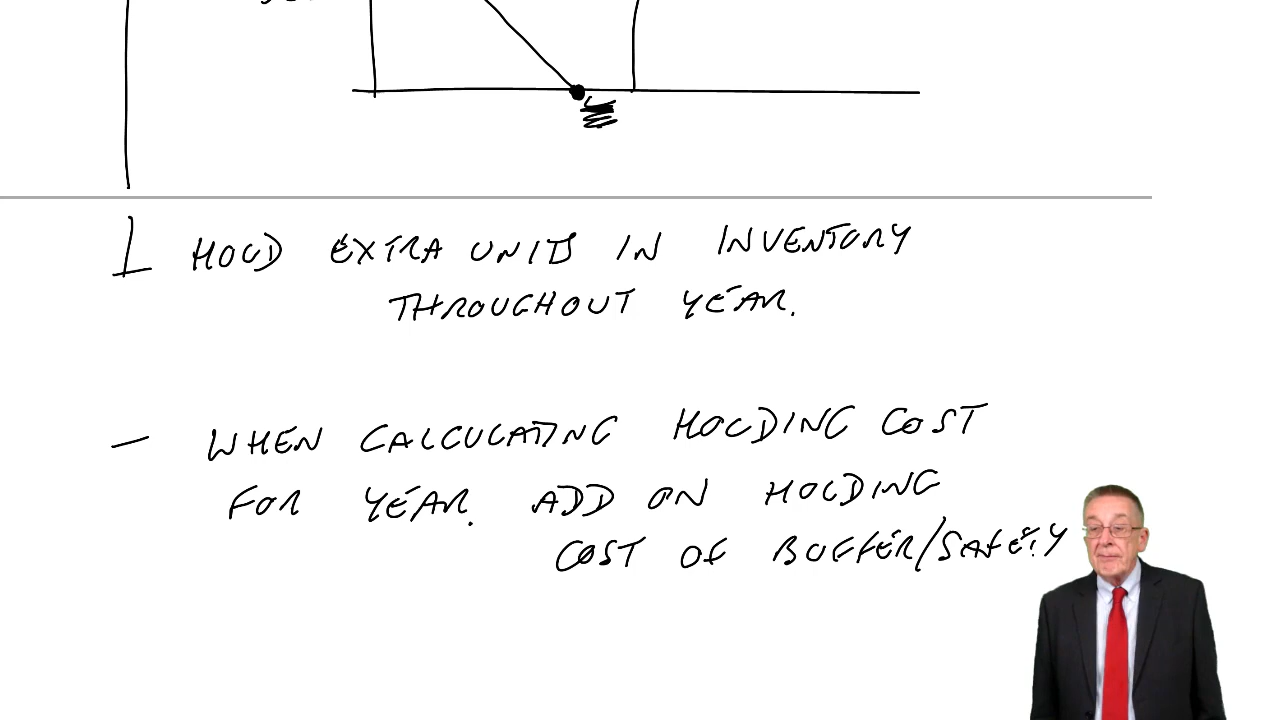 HOLD EXTRA UNITS IN INVENTORY
THROUGHOUT YEAR.
— WHEN CALCULATING HOLDING COST
FOR YEAR. ADD ON HOLDING
COST OF BUFFER/SAFETY